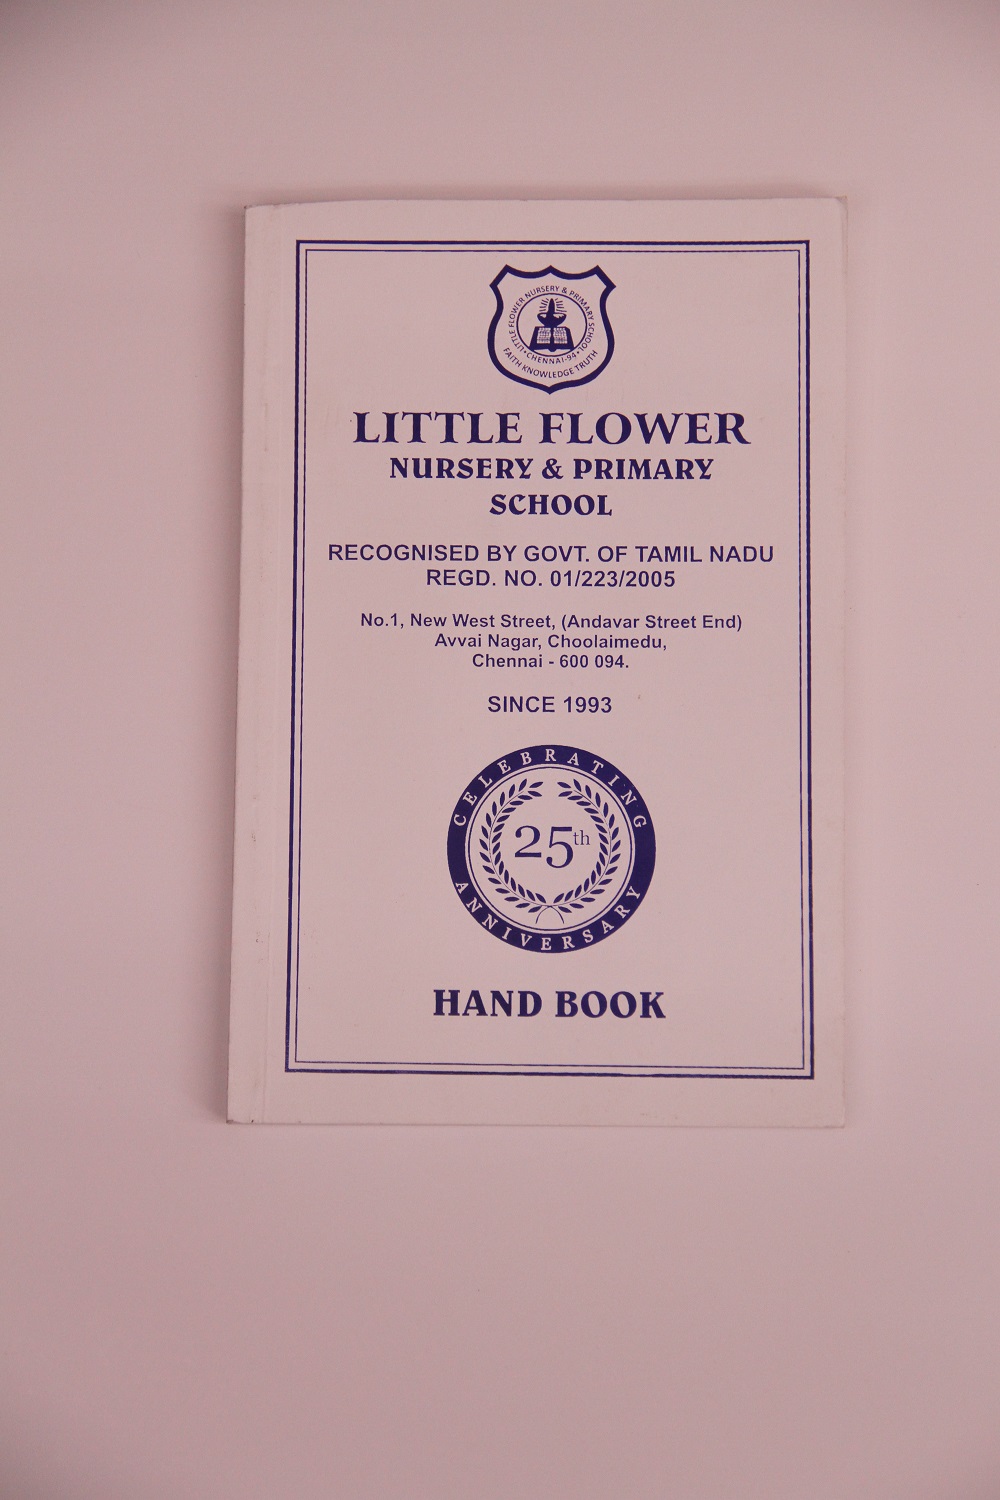 LITTLE FLOWER NURSERY & PRIMARY SCHOOL
• CHENNAI-94 •
FAITH KNOWLEDGE TRUTH
LITTLE FLOWER
NURSERY & PRIMARY
SCHOOL
RECOGNISED BY GOVT. OF TAMIL NADU
REGD. NO. 01/223/2005
No.1, New West Street, (Andavar Street End)
Avvai Nagar, Choolaimedu,
Chennai - 600 094.
SINCE 1993
CELEBRATING
25th
ANNIVERSARY
HAND BOOK